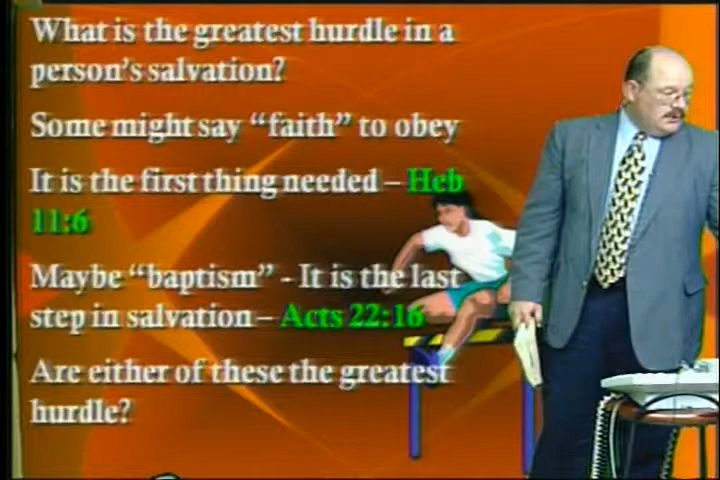 What is the greatest hurdle in a
person's salvation?
Some might say “faith” to obey
It is the first thing needed – Heb
11:6
Maybe “baptism” - It is the last
step in salvation – Acts 22:16
Are either of these the greatest
hurdle?